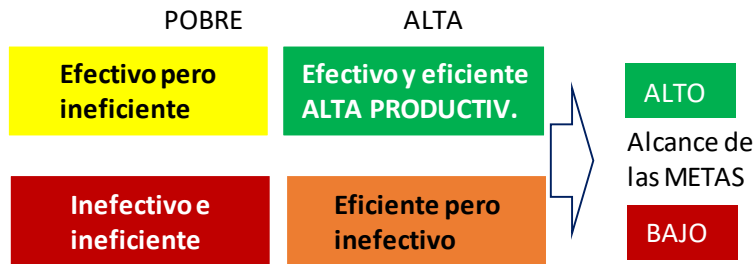 POBRE ALTA
Efectivo pero
ineficiente
Efectivo y eficiente
ALTA PRODUCTIV.
ALTO
Alcance de
las METAS
Inefectivo e
ineficiente
Eficiente pero
inefectivo
BAJO